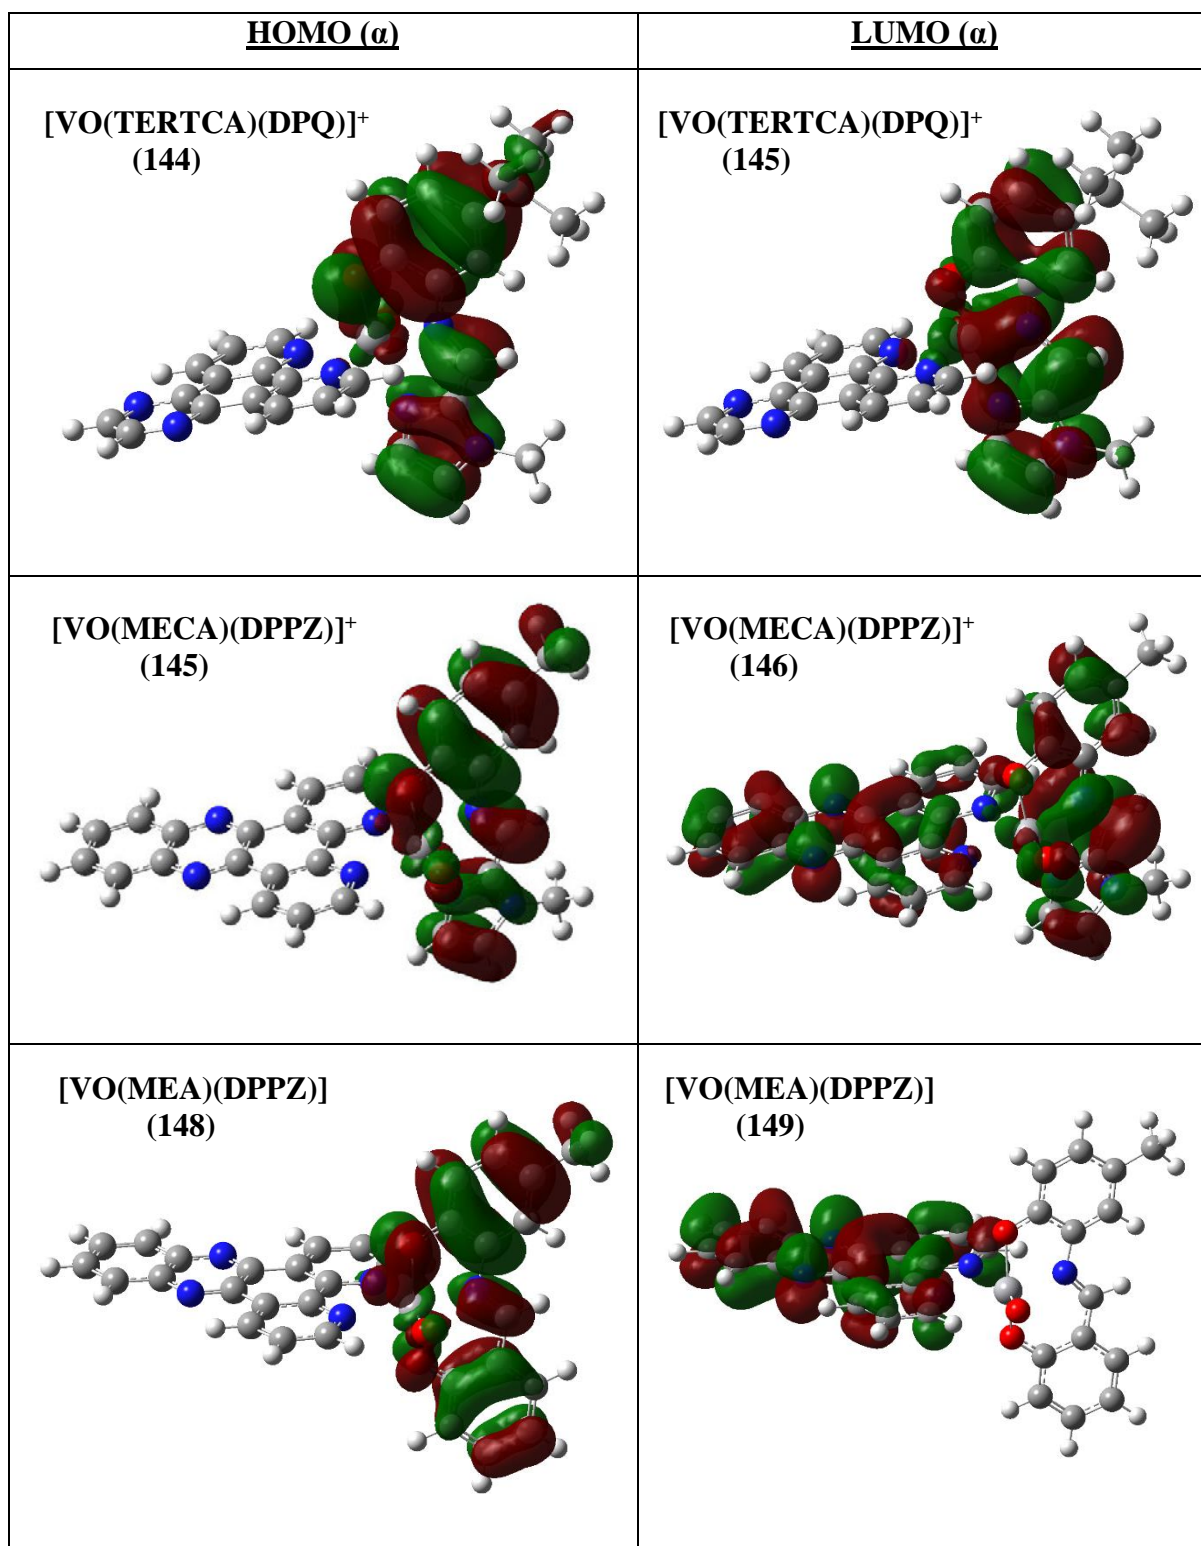 HOMO (α)
LUMO (α)
[VO(TERTCA)(DPQ)]⁺
(144)
[VO(TERTCA)(DPQ)]⁺
(145)
[VO(MECA)(DPPZ)]⁺
(145)
[VO(MECA)(DPPZ)]⁺
(146)
[VO(MEA)(DPPZ)]
(148)
[VO(MEA)(DPPZ)]
(149)